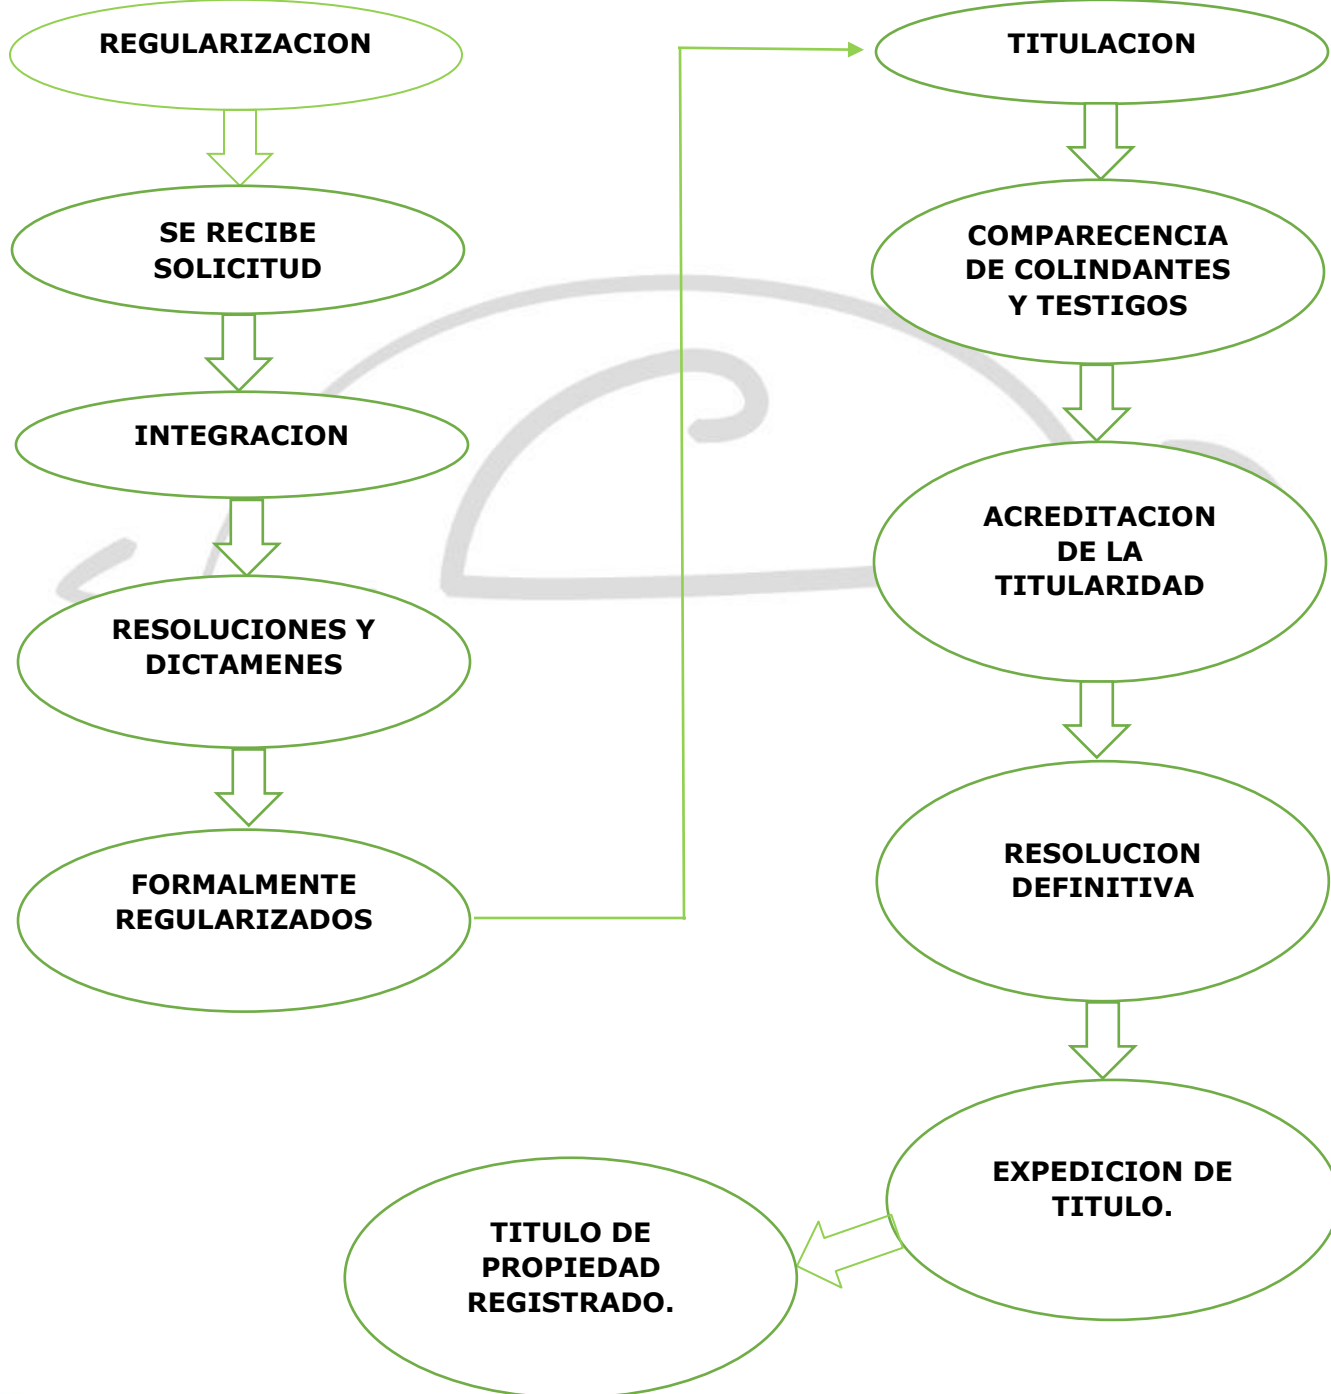 REGULARIZACION
SE RECIBE
SOLICITUD
INTEGRACION
RESOLUCIONES Y
DICTAMENES
FORMALMENTE
REGULARIZADOS
TITULACION
COMPARECENCIA
DE COLINDANTES
Y TESTIGOS
ACREDITACION
DE LA
TITULARIDAD
RESOLUCION
DEFINITIVA
EXPEDICION DE
TITULO.
TITULO DE
PROPIEDAD
REGISTRADO.